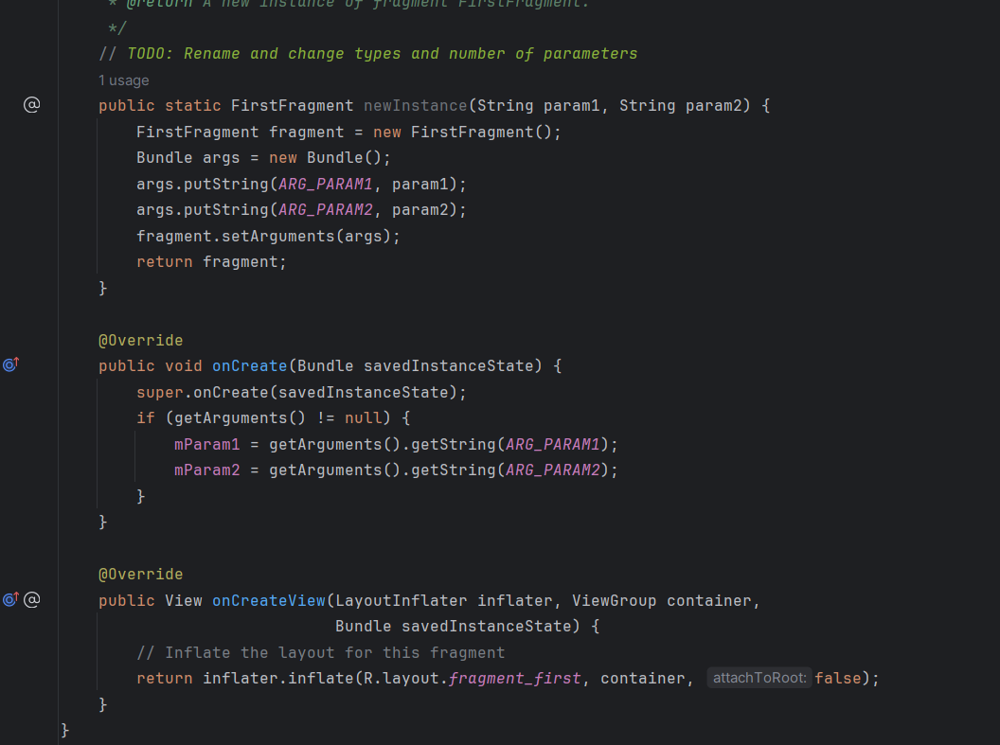 * @return A new instance of fragment FirstFragment.
*/
// TODO: Rename and change types and number of parameters
1 usage
@ public static FirstFragment newInstance(String param1, String param2) {
FirstFragment fragment = new FirstFragment();
Bundle args = new Bundle();
args.putString(ARG_PARAM1, param1);
args.putString(ARG_PARAM2, param2);
fragment.setArguments(args);
return fragment;
}
@Override
public void onCreate(Bundle savedInstanceState) {
super.onCreate(savedInstanceState);
if (getArguments() != null) {
mParam1 = getArguments().getString(ARG_PARAM1);
mParam2 = getArguments().getString(ARG_PARAM2);
}
}
@Override
@ public View onCreateView(LayoutInflater inflater, ViewGroup container,
Bundle savedInstanceState) {
// Inflate the layout for this fragment
return inflater.inflate(R.layout.fragment_first, container, attachToRoot: false);
}
}